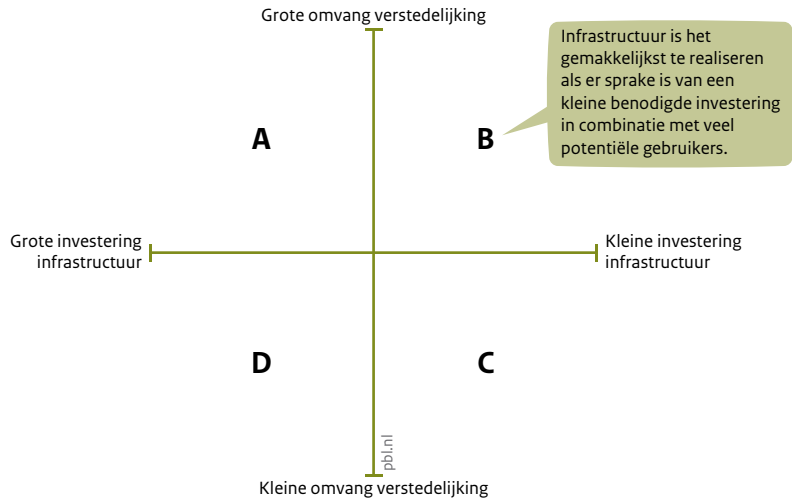 Grote omvang verstedelijking
Infrastructuur is het
gemakkelijkst te realiseren
als er sprake is van een
kleine benodigde investering
in combinatie met veel
potentiële gebruikers.
A
B
Grote investering
infrastructuur
Kleine investering
infrastructuur
D
C
pbl.nl
Kleine omvang verstedelijking